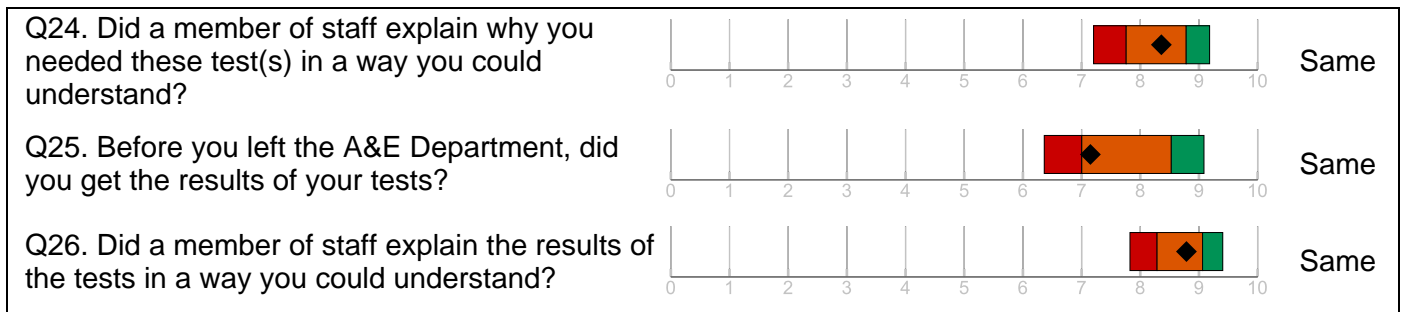 Q24. Did a member of staff explain why you
needed these test(s) in a way you could
understand?
0 1 2 3 4 5 6 7 8 9 10
Same
Q25. Before you left the A&E Department, did
you get the results of your tests?
0 1 2 3 4 5 6 7 8 9 10
Same
Q26. Did a member of staff explain the results of
the tests in a way you could understand?
0 1 2 3 4 5 6 7 8 9 10
Same